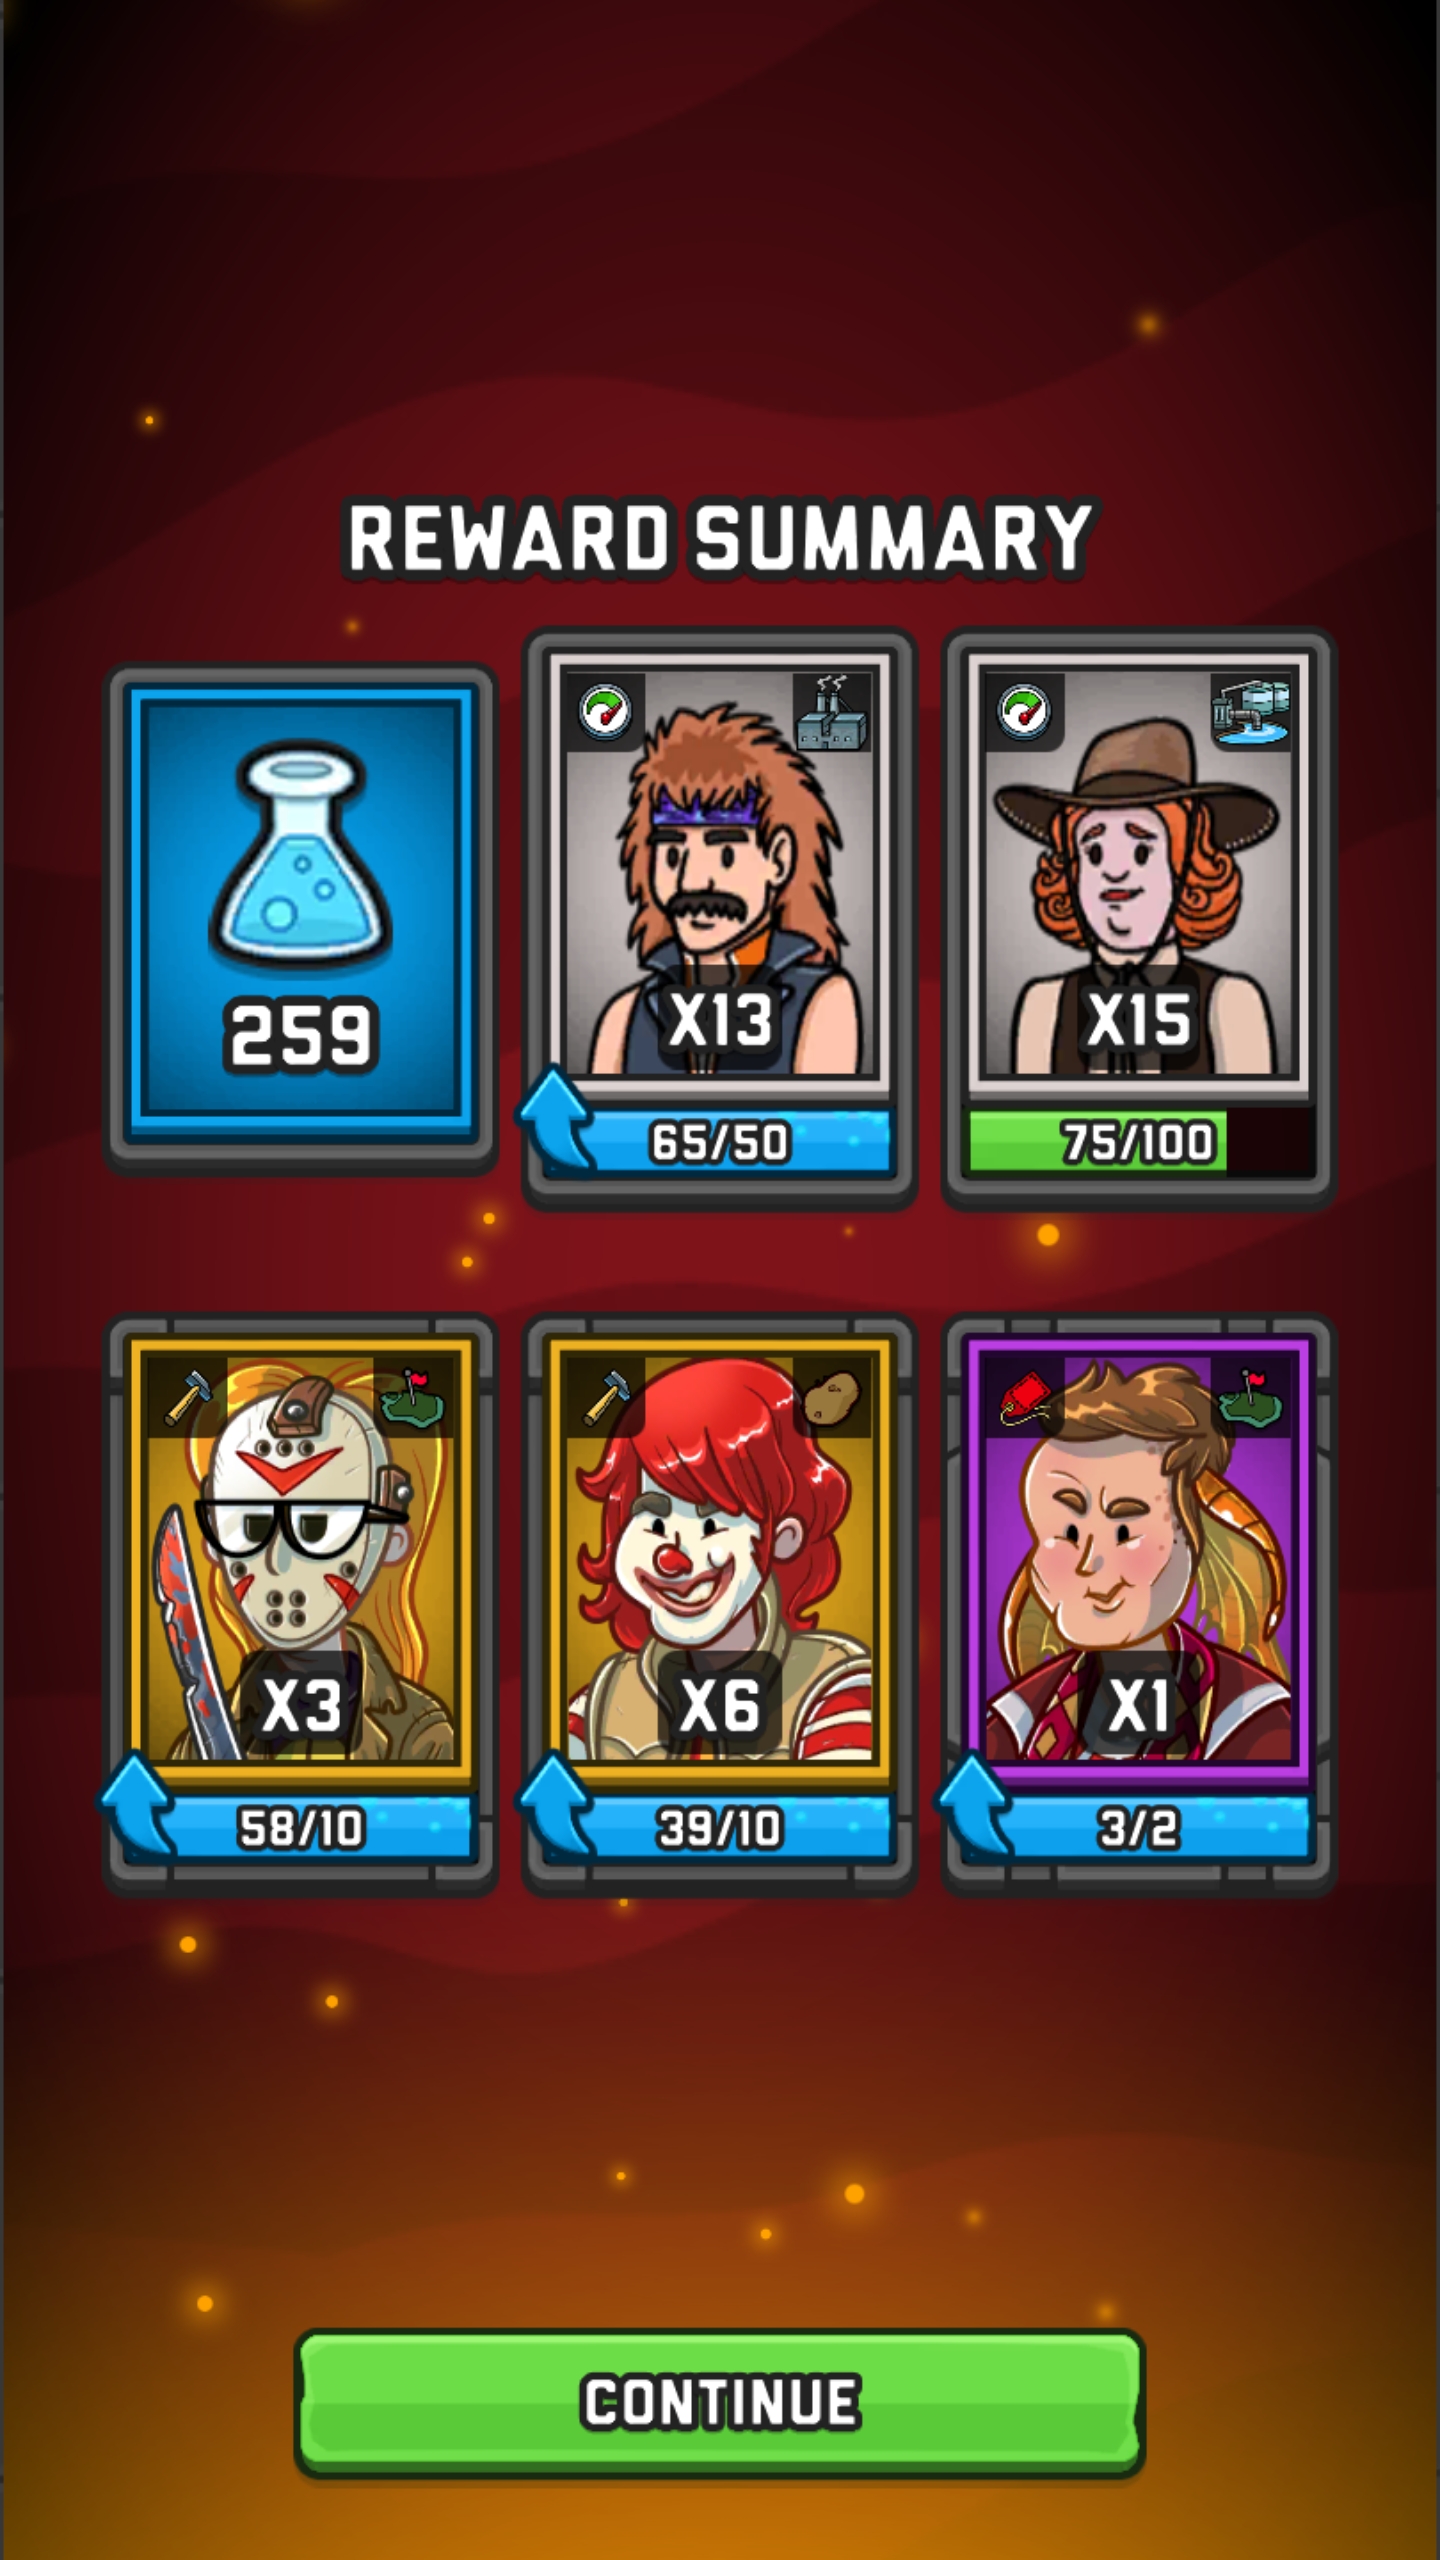 REWARD SUMMARY
259
X13
65/50
X15
75/100
X3
58/10
X6
39/10
X1
3/2
CONTINUE